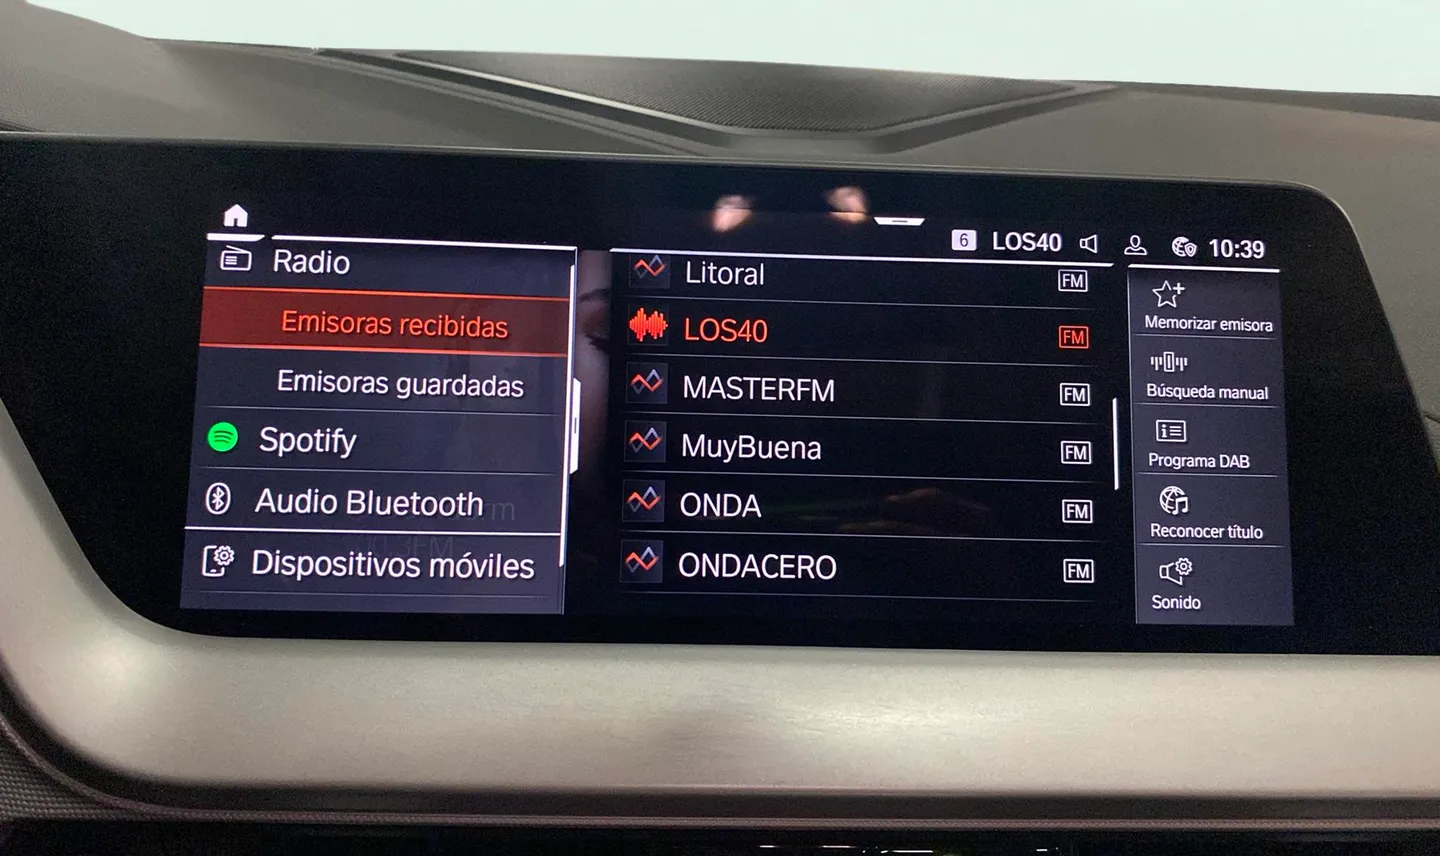 6 LOS40 10:39
Radio
Emisoras recibidas
Emisoras guardadas
Spotify
Audio Bluetooth
Dispositivos móviles
Litoral FM
LOS40 FM
MASTERFM FM
MuyBuena FM
ONDA FM
ONDACERO FM
Memorizar emisora
Búsqueda manual
Programa DAB
Reconocer título
Sonido